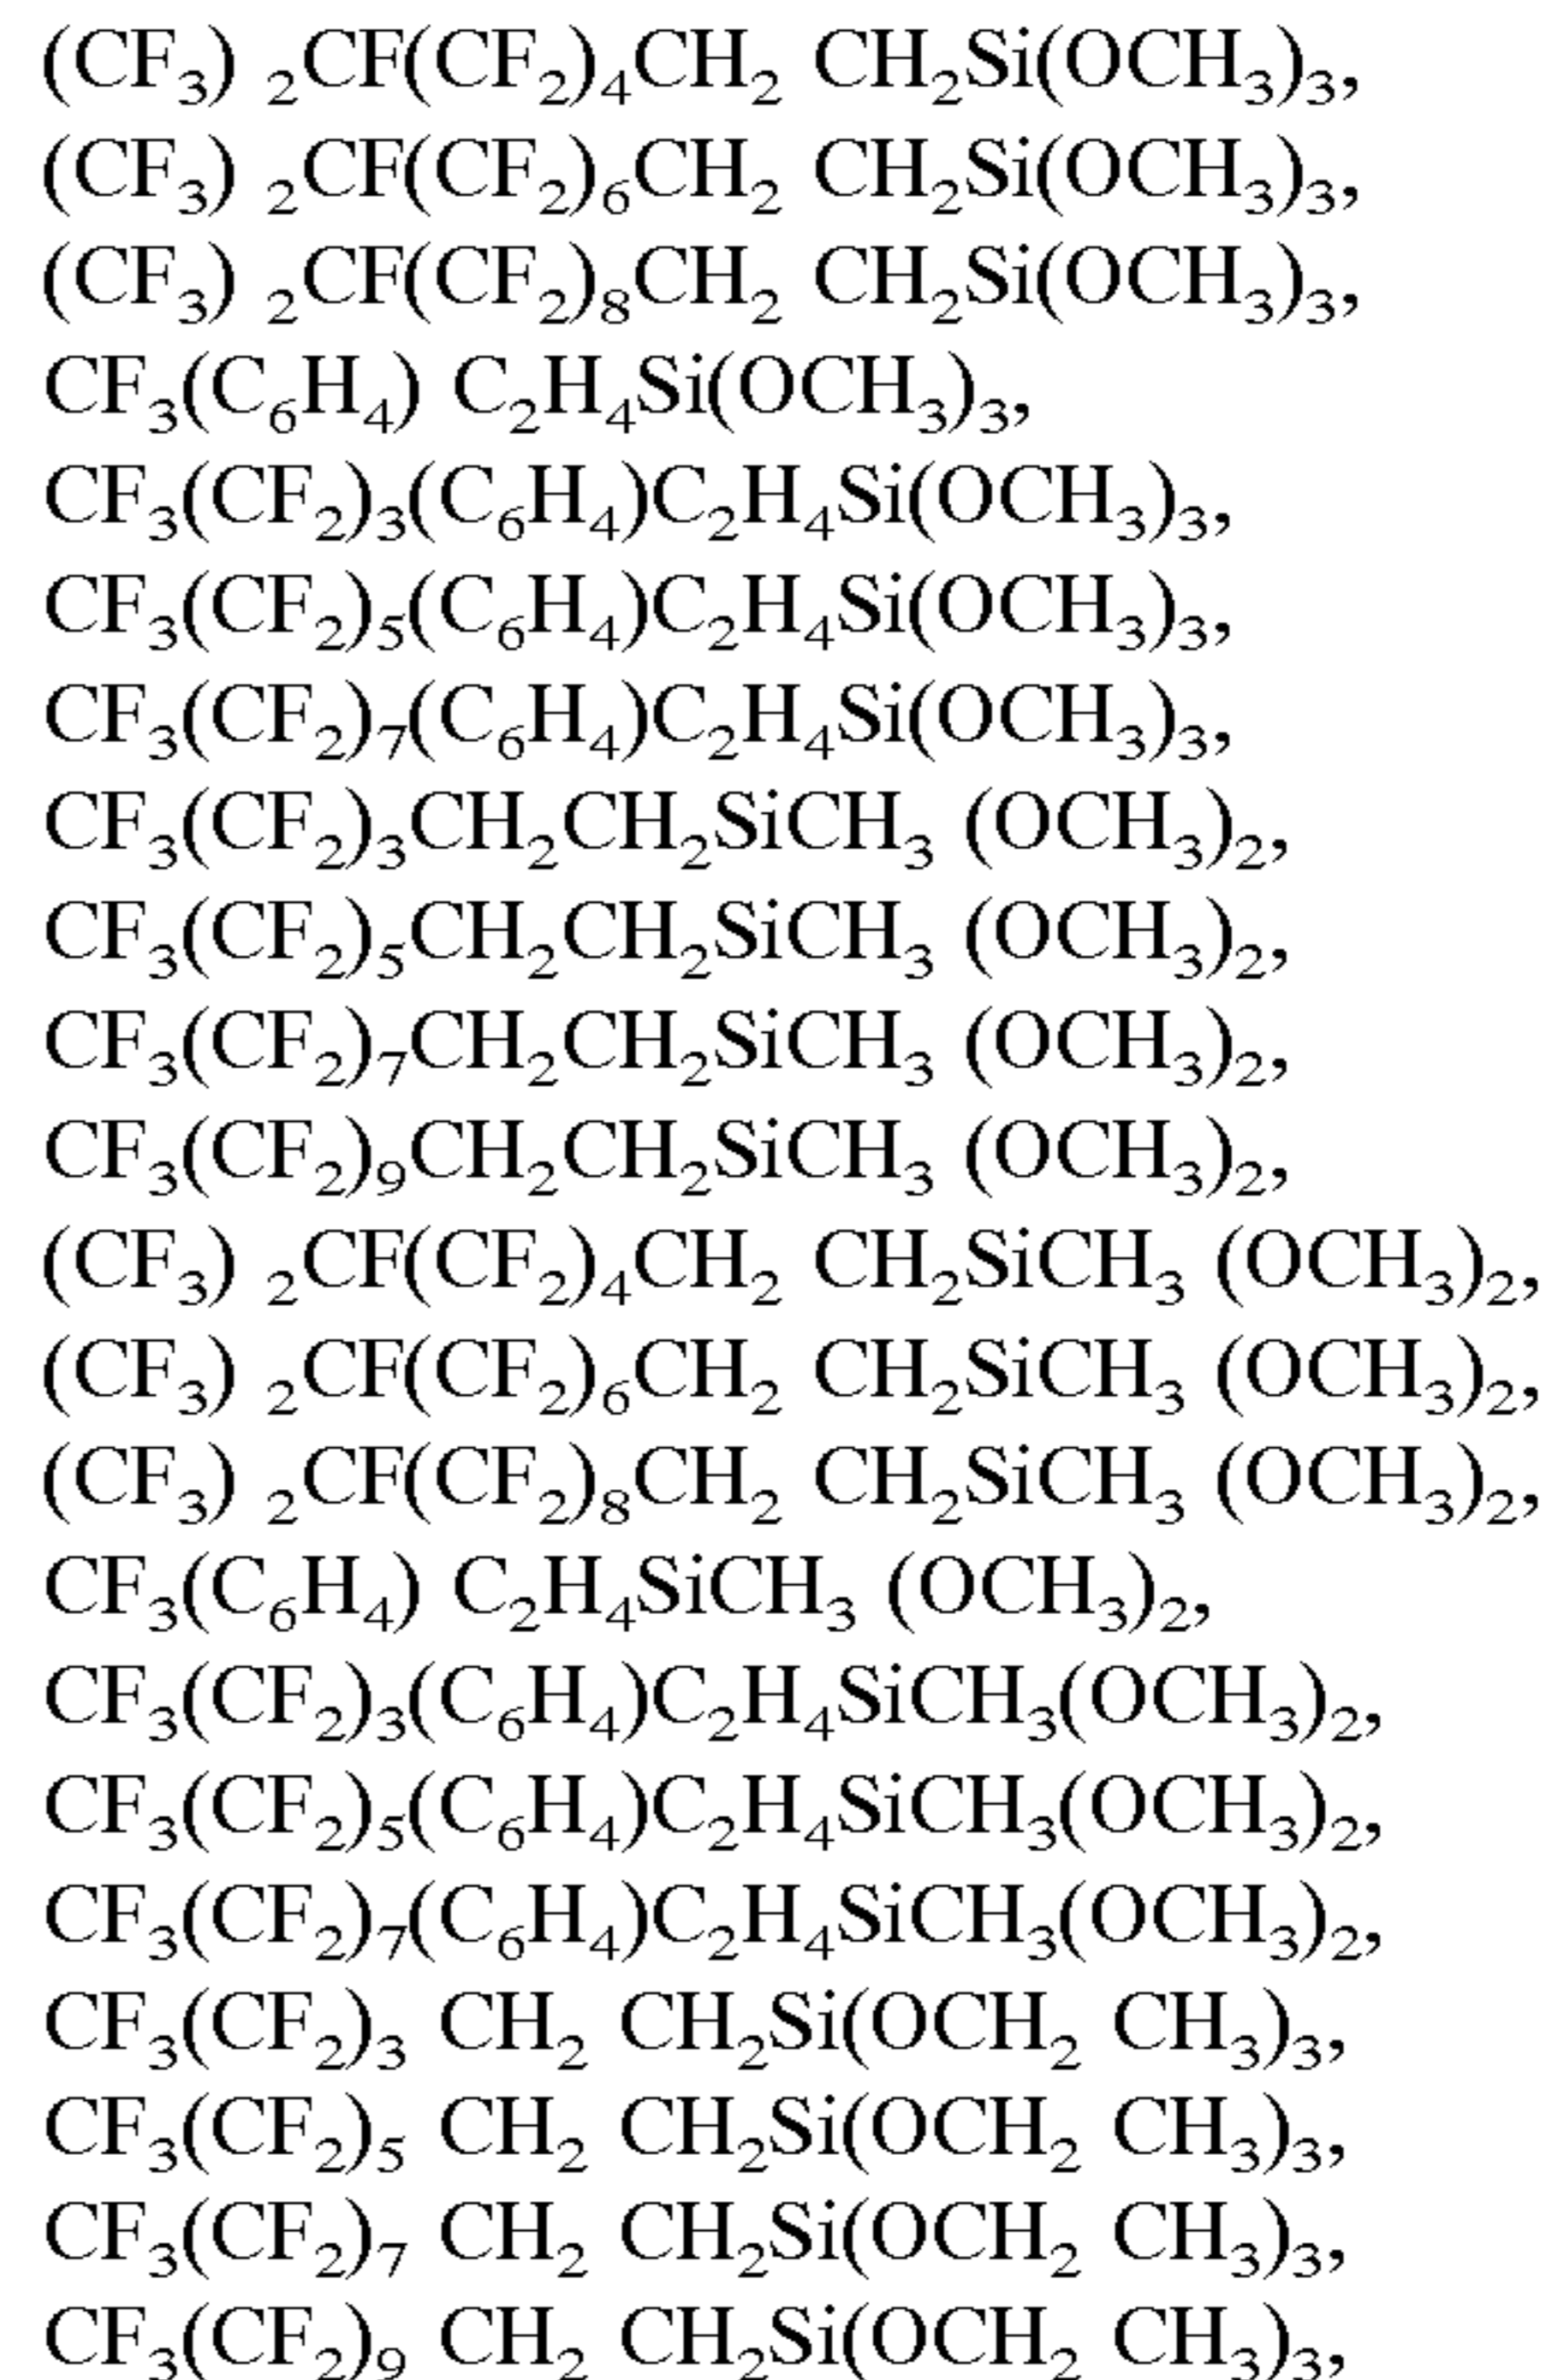 (CF₃) ₂CF(CF₂)₄CH₂ CH₂Si(OCH₃)₃,
(CF₃) ₂CF(CF₂)₆CH₂ CH₂Si(OCH₃)₃,
(CF₃) ₂CF(CF₂)₈CH₂ CH₂Si(OCH₃)₃,
CF₃(C₆H₄) C₂H₄Si(OCH₃)₃,
CF₃(CF₂)₃(C₆H₄)C₂H₄Si(OCH₃)₃,
CF₃(CF₂)₅(C₆H₄)C₂H₄Si(OCH₃)₃,
CF₃(CF₂)₇(C₆H₄)C₂H₄Si(OCH₃)₃,
CF₃(CF₂)₃CH₂CH₂SiCH₃ (OCH₃)₂,
CF₃(CF₂)₅CH₂CH₂SiCH₃ (OCH₃)₂,
CF₃(CF₂)₇CH₂CH₂SiCH₃ (OCH₃)₂,
CF₃(CF₂)₉CH₂CH₂SiCH₃ (OCH₃)₂,
(CF₃) ₂CF(CF₂)₄CH₂ CH₂SiCH₃ (OCH₃)₂,
(CF₃) ₂CF(CF₂)₆CH₂ CH₂SiCH₃ (OCH₃)₂,
(CF₃) ₂CF(CF₂)₈CH₂ CH₂SiCH₃ (OCH₃)₂,
CF₃(C₆H₄) C₂H₄SiCH₃ (OCH₃)₂,
CF₃(CF₂)₃(C₆H₄)C₂H₄SiCH₃(OCH₃)₂,
CF₃(CF₂)₅(C₆H₄)C₂H₄SiCH₃(OCH₃)₂,
CF₃(CF₂)₇(C₆H₄)C₂H₄SiCH₃(OCH₃)₂,
CF₃(CF₂)₃ CH₂ CH₂Si(OCH₂ CH₃)₃,
CF₃(CF₂)₅ CH₂ CH₂Si(OCH₂ CH₃)₃,
CF₃(CF₂)₇ CH₂ CH₂Si(OCH₂ CH₃)₃,
CF₃(CF₂)₉ CH₂ CH₂Si(OCH₂ CH₃)₃,